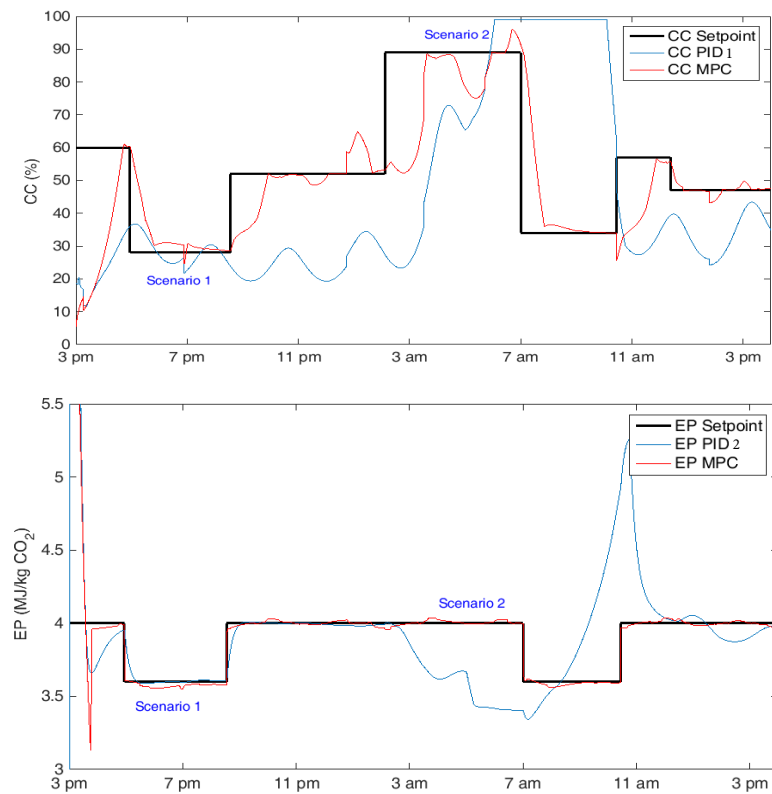 100
90
80
70
60
50
40
30
20
10
0
CC (%)
Scenario 2
Scenario 1
CC Setpoint
CC PID 1
CC MPC
3 pm 7 pm 11 pm 3 am 7 am 11 am 3 pm
5.5
5
4.5
4
3.5
3
EP (MJ/kg CO2)
EP Setpoint
EP PID 2
EP MPC
Scenario 2
Scenario 1
3 pm 7 pm 11 pm 3 am 7 am 11 am 3 pm